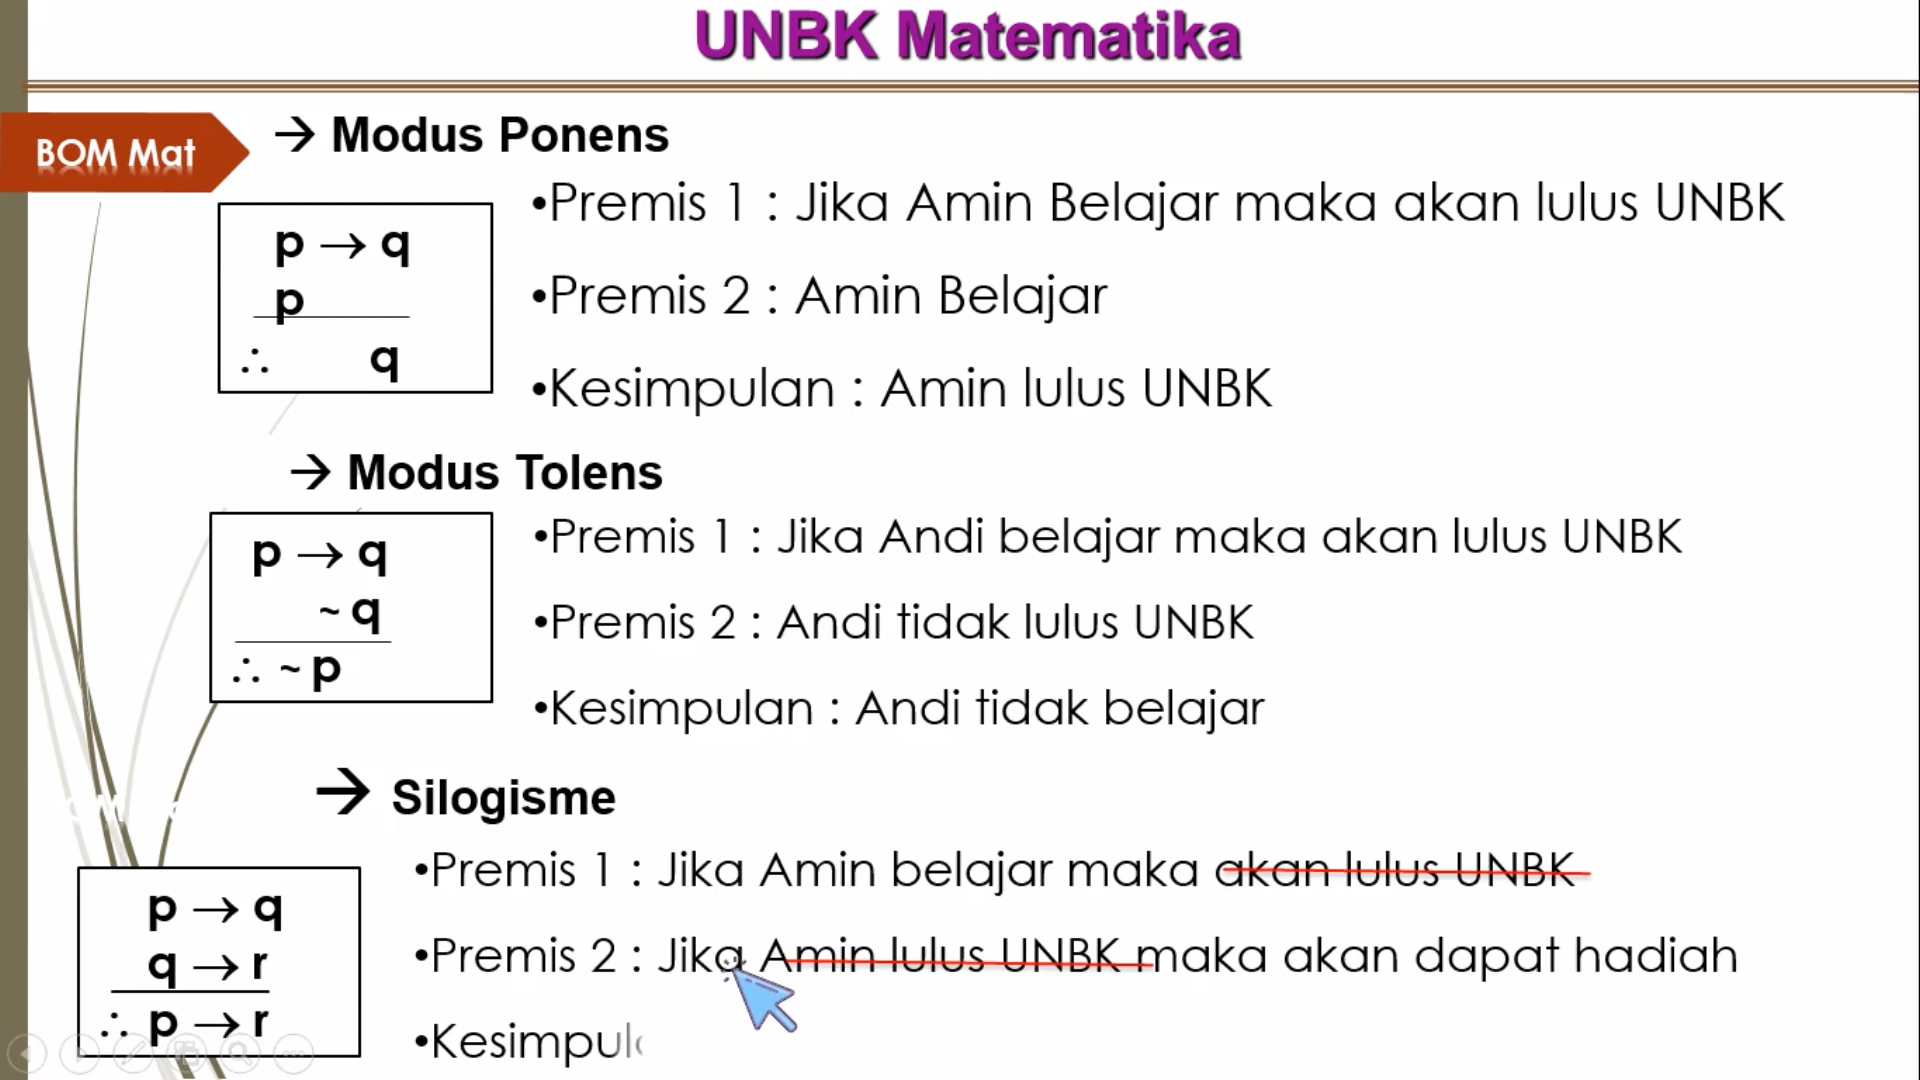 UNBK Matematika
BOM Mat
→ Modus Ponens
p → q
p
∴ q
•Premis 1 : Jika Amin Belajar maka akan lulus UNBK
•Premis 2 : Amin Belajar
•Kesimpulan : Amin lulus UNBK
→ Modus Tolens
p → q
~ q
∴ ~ p
•Premis 1 : Jika Andi belajar maka akan lulus UNBK
•Premis 2 : Andi tidak lulus UNBK
•Kesimpulan : Andi tidak belajar
→ Silogisme
p → q
q → r
∴ p → r
•Premis 1 : Jika Amin belajar maka akan lulus UNBK
•Premis 2 : Jika Amin lulus UNBK maka akan dapat hadiah
•Kesimpul